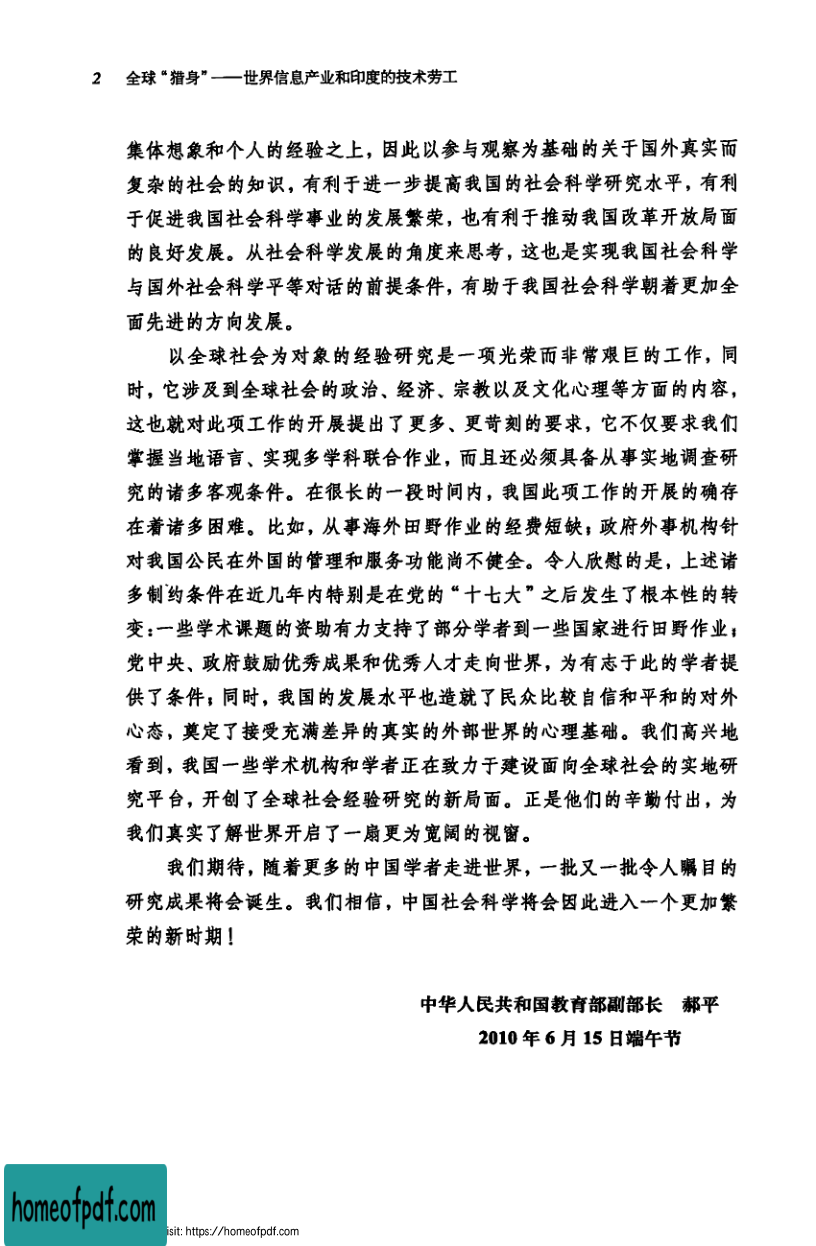 2 全球“猎身”——世界信息产业和印度的技术劳工
集体想象和个人的经验之上，因此以参与观察为基础的关于国外真实而
复杂的社会的知识，有利于进一步提高我国的社会科学研究水平，有利
于促进我国社会科学事业的发展繁荣，也有利于推动我国改革开放局面
的良好发展。从社会科学发展的角度来思考，这也是实现我国社会科学
与国外社会科学平等对话的前提条件，有助于我国社会科学朝着更加全
面先进的方向发展。
以全球社会为对象的经验研究是一项光荣而非常艰巨的工作，同
时，它涉及到全球社会的政治、经济、宗教以及文化心理等方面的内容，
这也就对此项工作的开展提出了更多、更苛刻的要求，它不仅要求我们
掌握当地语言、实现多学科联合作业，而且还必须具备从事实地调查研
究的诸多客观条件。在很长的一段时间内，我国此项工作的开展的确存
在着诸多困难。比如，从事海外田野作业的经费短缺；政府外事机构针
对我国公民在外国的管理和服务功能尚不健全。令人欣慰的是，上述诸
多制约条件在近几年内特别是在党的“十七大”之后发生了根本性的转
变：一些学术课题的资助有力支持了部分学者到一些国家进行田野作业；
党中央、政府鼓励优秀成果和优秀人才走向世界，为有志于此的学者提
供了条件；同时，我国的发展水平也造就了民众比较自信和平和的对外
心态，奠定了接受充满差异的真实的外部世界的心理基础。我们高兴地
看到，我国一些学术机构和学者正在致力于建设面向全球社会的实地研
究平台，开创了全球社会经验研究的新局面。正是他们的辛勤付出，为
我们真实了解世界开启了一扇更为宽阔的视窗。
我们期待，随着更多的中国学者走进世界，一批又一批令人瞩目的
研究成果将会诞生。我们相信，中国社会科学将会因此进入一个更加繁
荣的新时期！
中华人民共和国教育部副部长 郝平
2010 年 6 月 15 日端午节
homeofpdf.com
isit: https://homeofpdf.com